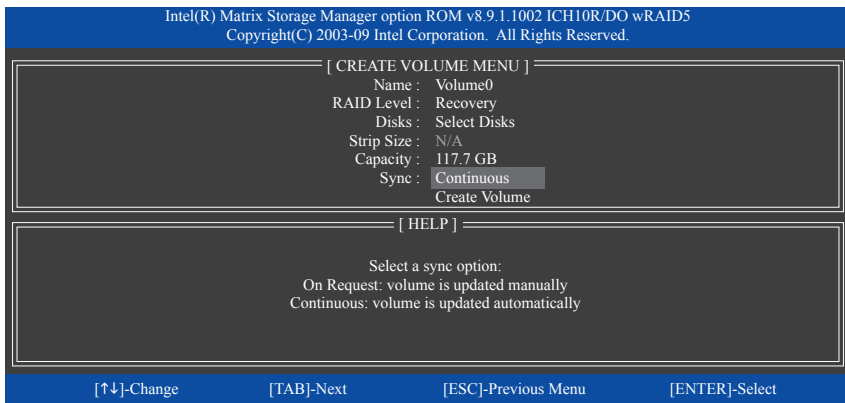 Intel(R) Matrix Storage Manager option ROM v8.9.1.1002 ICH10R/DO wRAID5
Copyright(C) 2003-09 Intel Corporation. All Rights Reserved.
[ CREATE VOLUME MENU ]
Name : Volume0
RAID Level : Recovery
Disks : Select Disks
Strip Size : N/A
Capacity : 117.7 GB
Sync : Continuous
Create Volume
[ HELP ]
Select a sync option:
On Request: volume is updated manually
Continuous: volume is updated automatically
[↑↓]-Change [TAB]-Next [ESC]-Previous Menu [ENTER]-Select